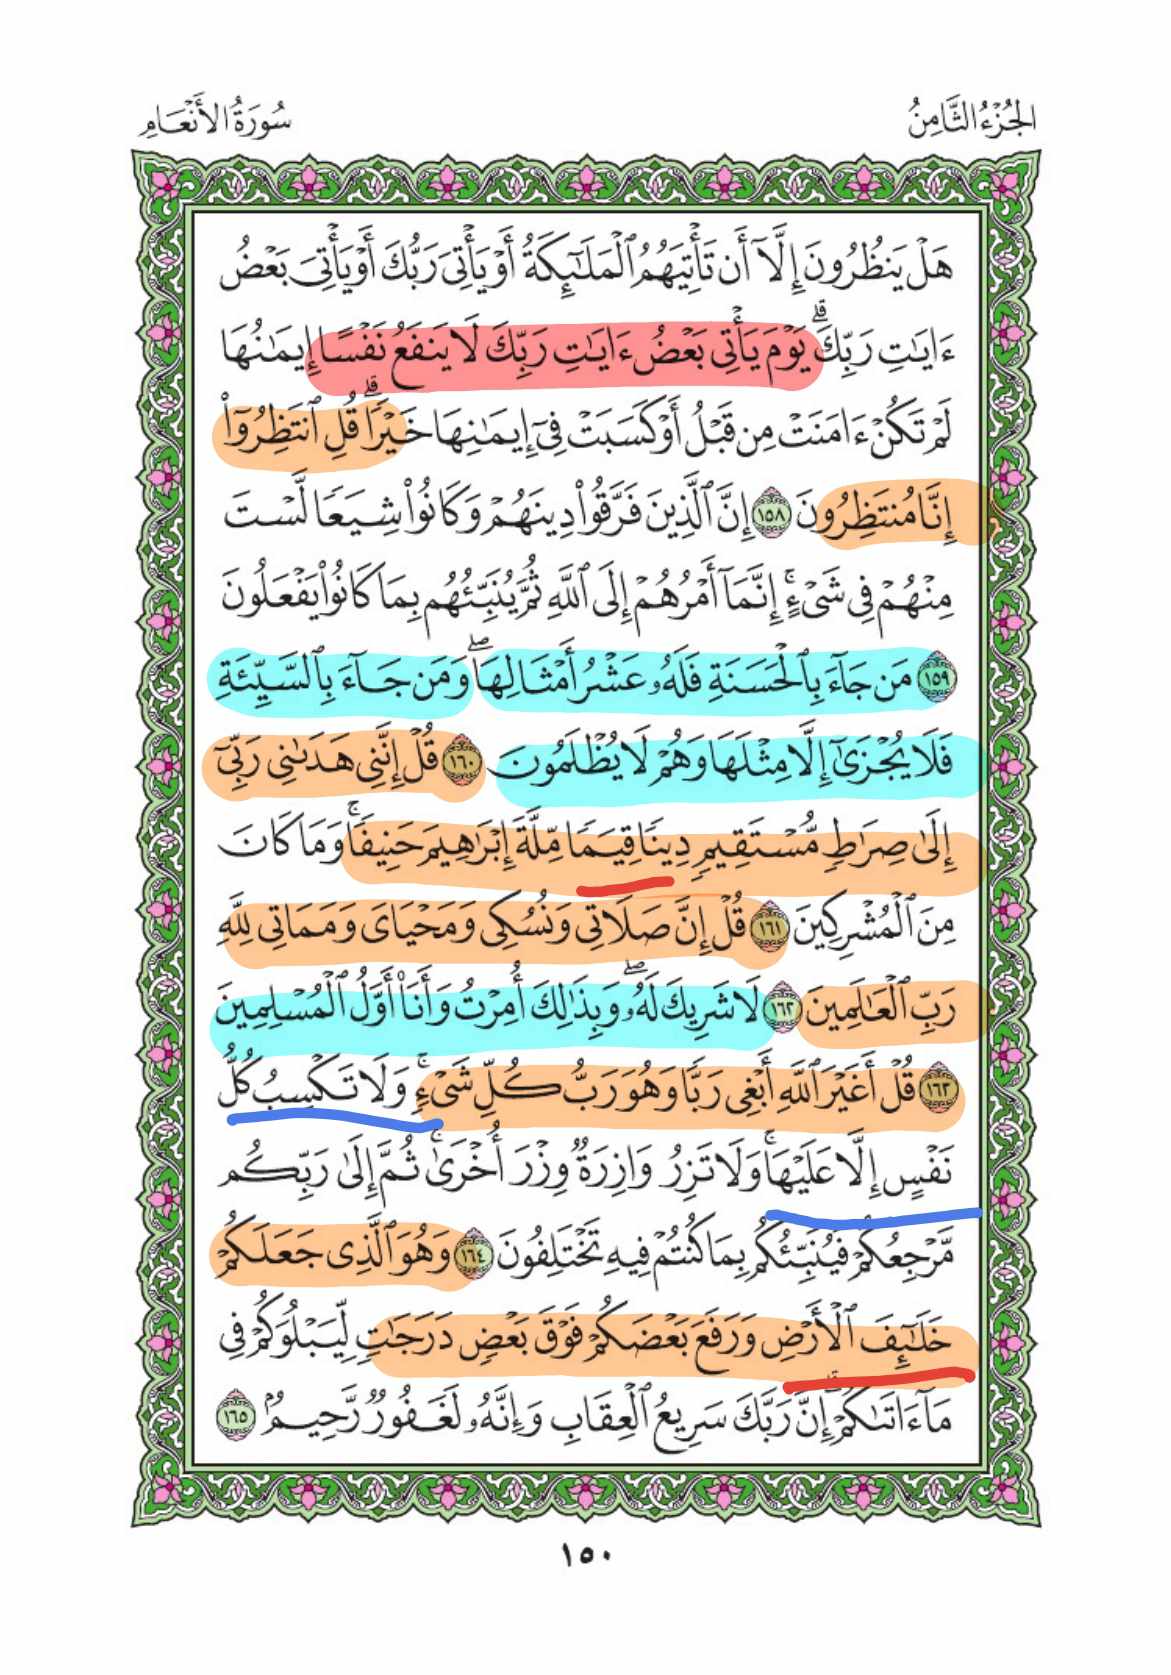 الجُزْءُ الثَّامِنُ
سُورَةُ الأَنْعَامِ
هَلْ يَنظُرُونَ إِلَّآ أَن تَأْتِيَهُمُ ٱلْمَلَٰٓئِكَةُ أَوْ يَأْتِىَ رَبُّكَ أَوْ يَأْتِىَ بَعْضُ
ءَايَٰتِ رَبِّكَ ۗ يَوْمَ يَأْتِى بَعْضُ ءَايَٰتِ رَبِّكَ لَا يَنفَعُ نَفْسًا إِيمَٰنُهَا
لَمْ تَكُنْ ءَامَنَتْ مِن قَبْلُ أَوْ كَسَبَتْ فِىٓ إِيمَٰنِهَا خَيْرًا ۗ قُلِ ٱنتَظِرُوٓا۟
إِنَّا مُنتَظِرُونَ ١٥٨ إِنَّ ٱلَّذِينَ فَرَّقُوا۟ دِينَهُمْ وَكَانُوا۟ شِيَعًا لَّسْتَ
مِنْهُمْ فِى شَىْءٍ ۚ إِنَّمَآ أَمْرُهُمْ إِلَى ٱللَّهِ ثُمَّ يُنَبِّئُهُم بِمَا كَانُوا۟ يَفْعَلُونَ
١٥٩ مَن جَآءَ بِٱلْحَسَنَةِ فَلَهُۥ عَشْرُ أَمْثَالِهَا ۖ وَمَن جَآءَ بِٱلسَّيِّئَةِ
فَلَا يُجْزَىٰٓ إِلَّا مِثْلَهَا وَهُمْ لَا يُظْلَمُونَ ١٦٠ قُلْ إِنَّنِى هَدَىٰنِى رَبِّىٓ
إِلَىٰ صِرَٰطٍ مُّسْتَقِيمٍ دِينًا قِيَمًا مِّلَّةَ إِبْرَٰهِيمَ حَنِيفًا ۚ وَمَا كَانَ
مِنَ ٱلْمُشْرِكِينَ ١٦١ قُلْ إِنَّ صَلَاتِى وَنُسُكِى وَمَحْيَاىَ وَمَمَاتِى لِلَّهِ
رَبِّ ٱلْعَٰلَمِينَ ١٦٢ لَا شَرِيكَ لَهُۥ ۖ وَبِذَٰلِكَ أُمِرْتُ وَأَنَا۠ أَوَّلُ ٱلْمُسْلِمِينَ
١٦٣ قُلْ أَغَيْرَ ٱللَّهِ أَبْغِى رَبًّا وَهُوَ رَبُّ كُلِّ شَىْءٍ ۚ وَلَا تَكْسِبُ كُلُّ
نَفْسٍ إِلَّا عَلَيْهَا ۚ وَلَا تَزِرُ وَازِرَةٌ وِزْرَ أُخْرَىٰ ۚ ثُمَّ إِلَىٰ رَبِّكُم
مَّرْجِعُكُمْ فَيُنَبِّئُكُم بِمَا كُنتُمْ فِيهِ تَخْتَلِفُونَ ١٦٤ وَهُوَ ٱلَّذِى جَعَلَكُمْ
خَلَٰٓئِفَ ٱلْأَرْضِ وَرَفَعَ بَعْضَكُمْ فَوْقَ بَعْضٍ دَرَجَٰتٍ لِّيَبْلُوَكُمْ فِى
مَآ ءَاتَىٰكُمْ ۗ إِنَّ رَبَّكَ سَرِيعُ ٱلْعِقَابِ وَإِنَّهُۥ لَغَفُورٌ رَّحِيمٌۢ ١٦٥
١٥٠